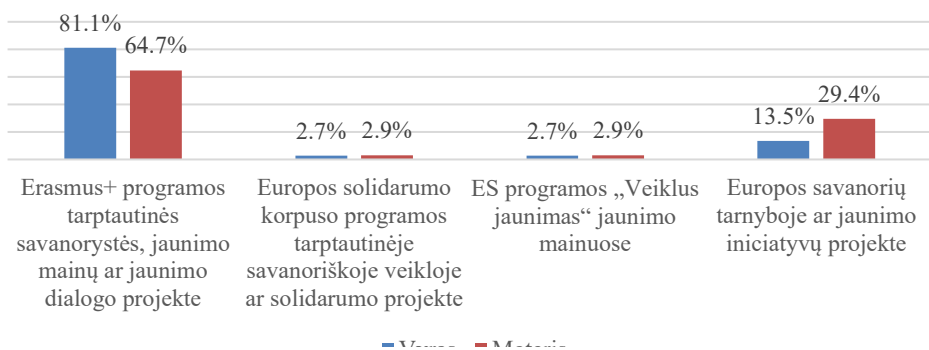 81.1%
64.7%
2.7% 2.9%
2.7% 2.9%
13.5%
29.4%
Erasmus+ programos
tarptautinės
savanorystės, jaunimo
mainų ar jaunimo
dialogo projekte
Europos solidarumo
korpuso programos
tarptautinėje
savanoriškoje veikloje
ar solidarumo projekte
ES programos „Veiklus
jaunimas“ jaunimo
mainuose
Europos savanorių
tarnyboje ar jaunimo
iniciatyvų projekte